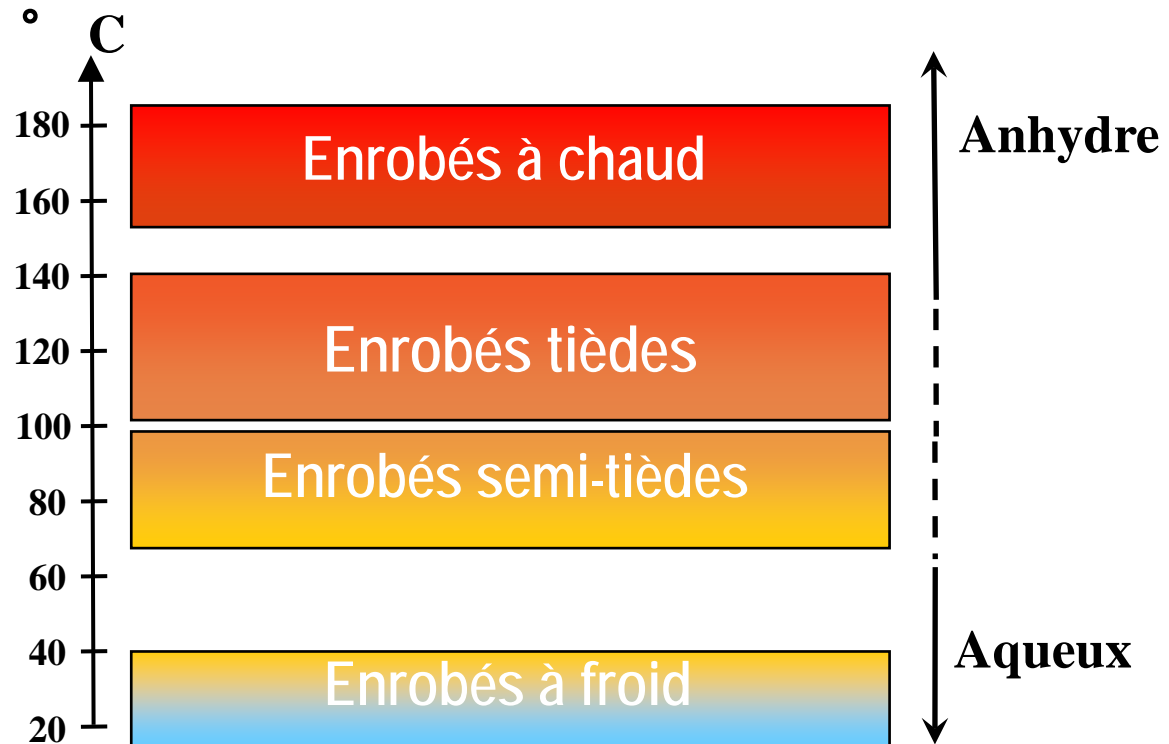 ° C
180
Enrobés à chaud
Anhydre
160
140
120
Enrobés tièdes
100
Enrobés semi-tièdes
80
60
40
Aqueux
Enrobés à froid
20